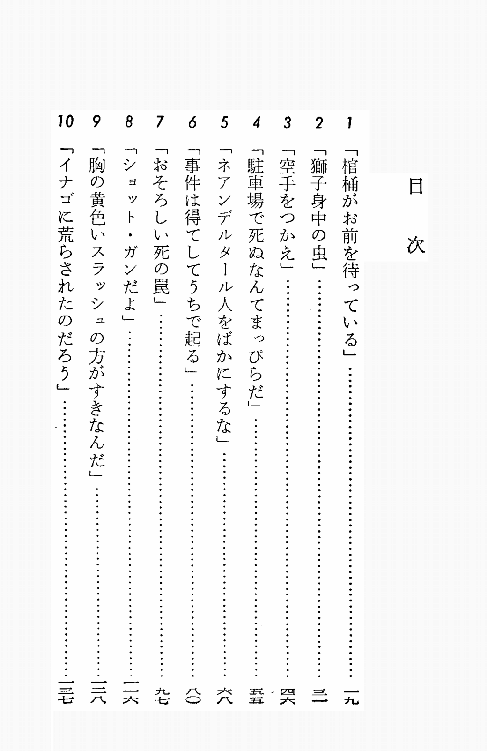 目次
1 「棺桶がお前を待っている」…………一九
2 「獅子身中の虫」…………三一
3 「空手をつかえ」…………四六
4 「駐車場で死ぬなんてまっぴらだ」…………五五
5 「ネアンデルタール人をばかにするな」…………六八
6 「事件は得てしてうちで起る」…………八〇
7 「おそろしい死の罠」…………九七
8 「ショット・ガンだよ」…………一一六
9 「胸の黄色いスラッシュの方がすきなんだ」…………一二八
10 「イナゴに荒らされたのだろう」…………一三七